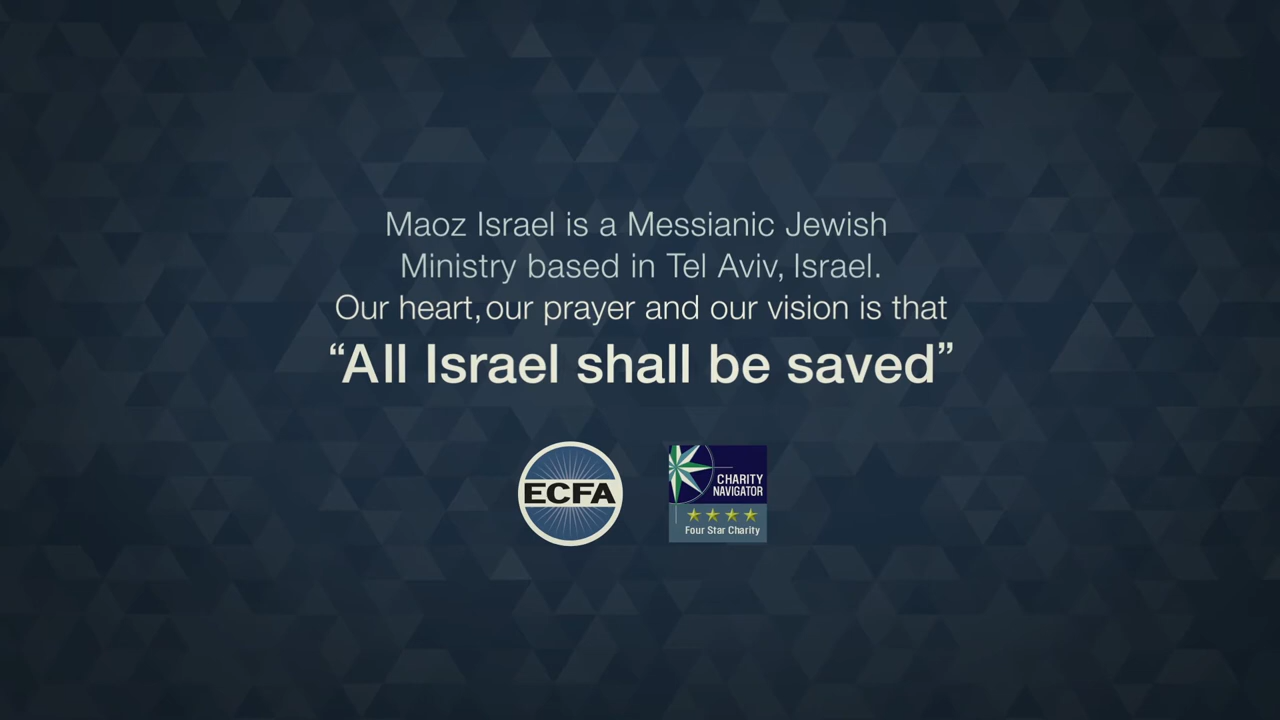 Maoz Israel is a Messianic Jewish
Ministry based in Tel Aviv, Israel.
Our heart, our prayer and our vision is that
“All Israel shall be saved”
ECFA
CHARITY
NAVIGATOR
Four Star Charity